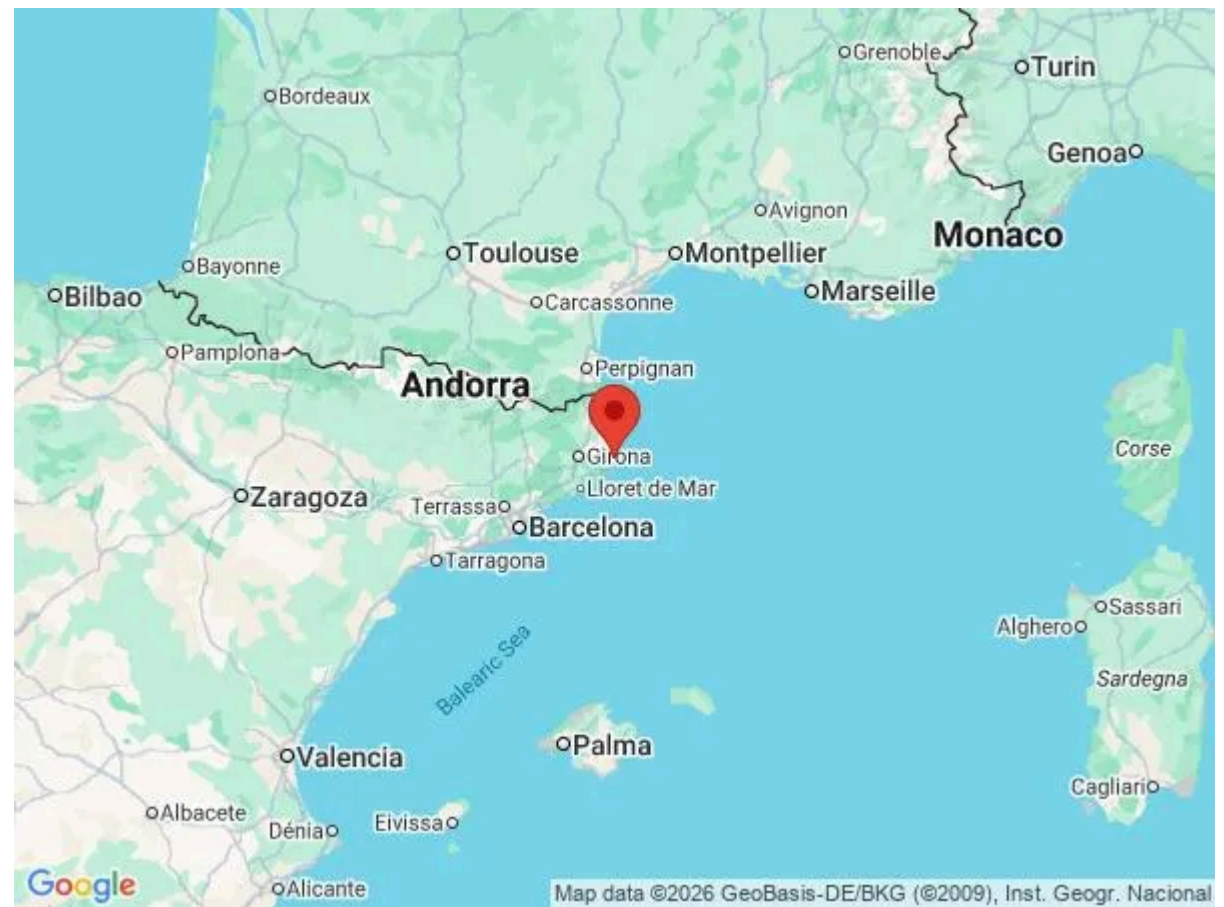 Grenoble
Turin
Bordeaux
Genoa
Avignon
Monaco
Toulouse
Montpellier
Bayonne
Bilbao
Marseille
Carcassonne
Pamplona
Perpignan
Andorra
Corse
Girona
Lloret de Mar
Zaragoza
Terrassa
Barcelona
Tarragona
Sassari
Alghero
Balearic Sea
Sardegna
Palma
Valencia
Cagliari
Albacete
Eivissa
Dénia
Google
Alicante
Map data ©2026 GeoBasis-DE/BKG (©2009), Inst. Geogr. Nacional